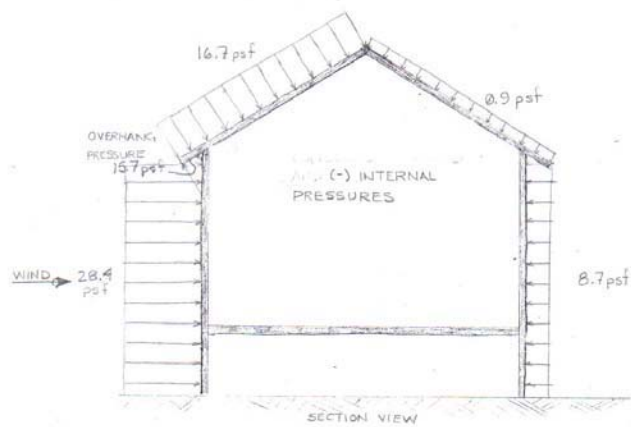 16.7 psf
0.9 psf
OVERHANG
PRESSURE
15.7 psf
(-) INTERNAL
PRESSURES
WIND
28.4
psf
8.7 psf
SECTION VIEW